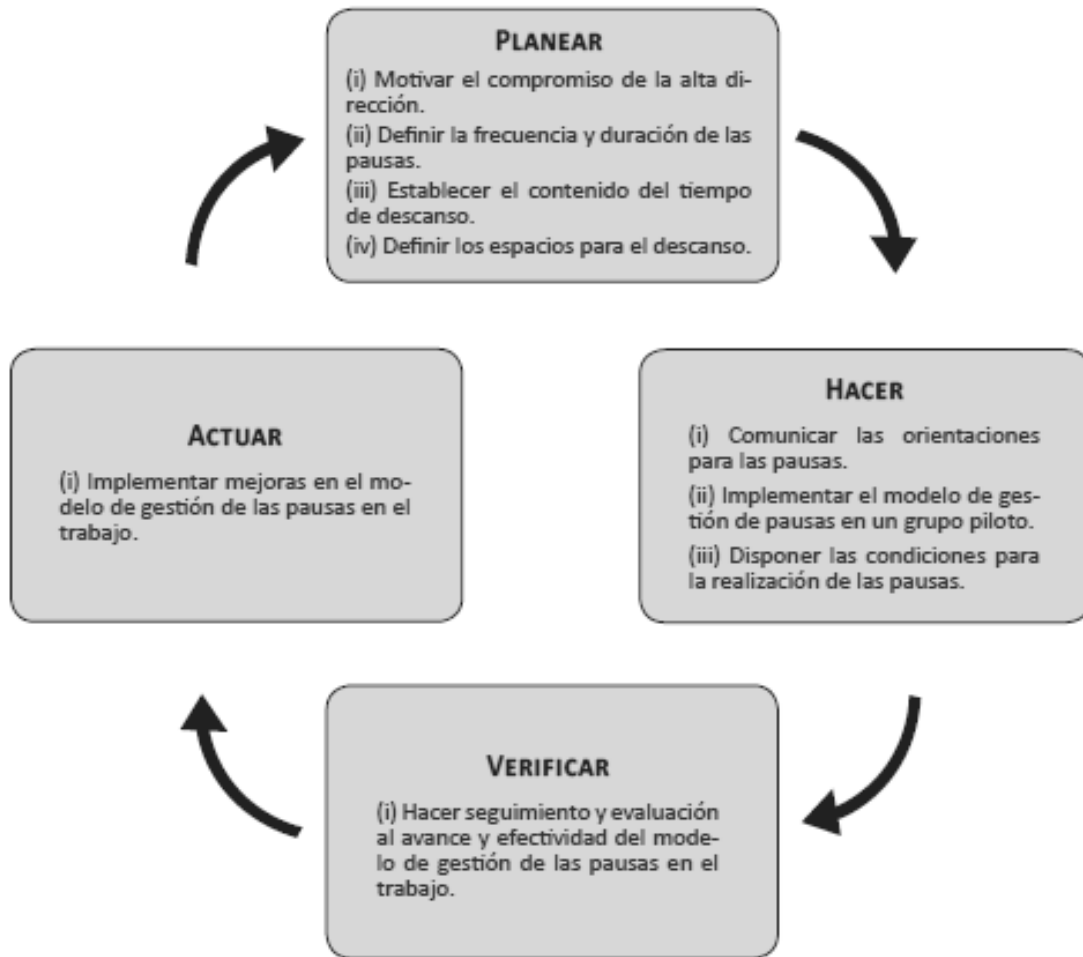 PLANEAR
(i) Motivar el compromiso de la alta di-
rección.
(ii) Definir la frecuencia y duración de las
pausas.
(iii) Establecer el contenido del tiempo
de descanso.
(iv) Definir los espacios para el descanso.
HACER
(i) Comunicar las orientaciones
para las pausas.
(ii) Implementar el modelo de ges-
tión de pausas en un grupo piloto.
(iii) Disponer las condiciones para
la realización de las pausas.
VERIFICAR
(i) Hacer seguimiento y evaluación
al avance y efectividad del mode-
lo de gestión de las pausas en el
trabajo.
ACTUAR
(i) Implementar mejoras en el mo-
delo de gestión de las pausas en el
trabajo.